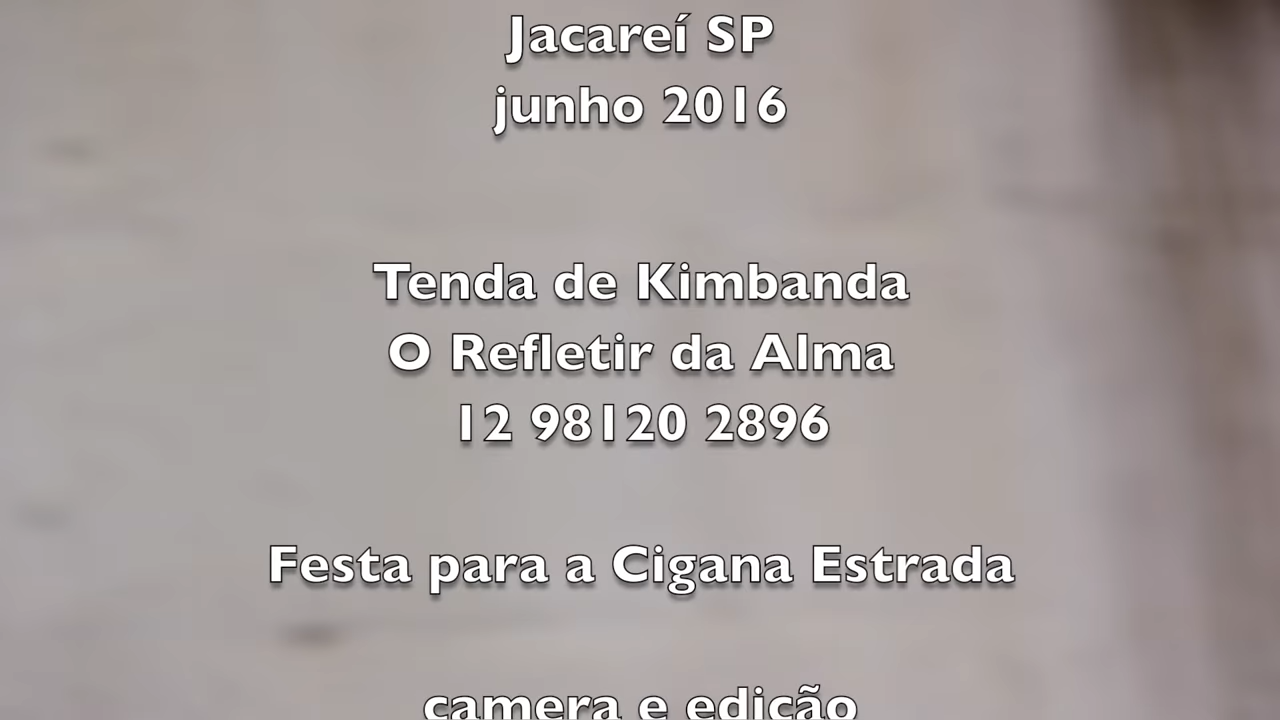 Jacareí SP
junho 2016
Tenda de Kimbanda
O Refletir da Alma
12 98120 2896
Festa para a Cigana Estrada
camera e edição